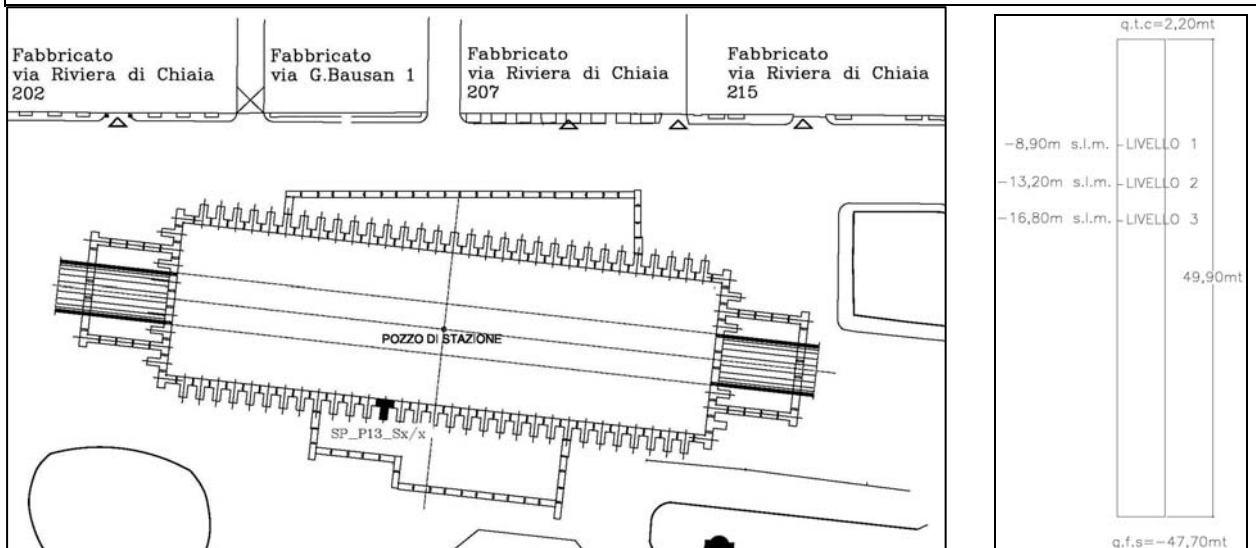 Fabbricato
via Riviera di Chiaia
202
Fabbricato
via G.Bausan 1
Fabbricato
via Riviera di Chiaia
207
Fabbricato
via Riviera di Chiaia
215
POZZO DI STAZIONE
SP_P13_Sx/x
q.t.c=2,20mt
-8,90m s.l.m. LIVELLO 1
-13,20m s.l.m. LIVELLO 2
-16,80m s.l.m. LIVELLO 3
49,90mt
q.f.s=-47,70mt